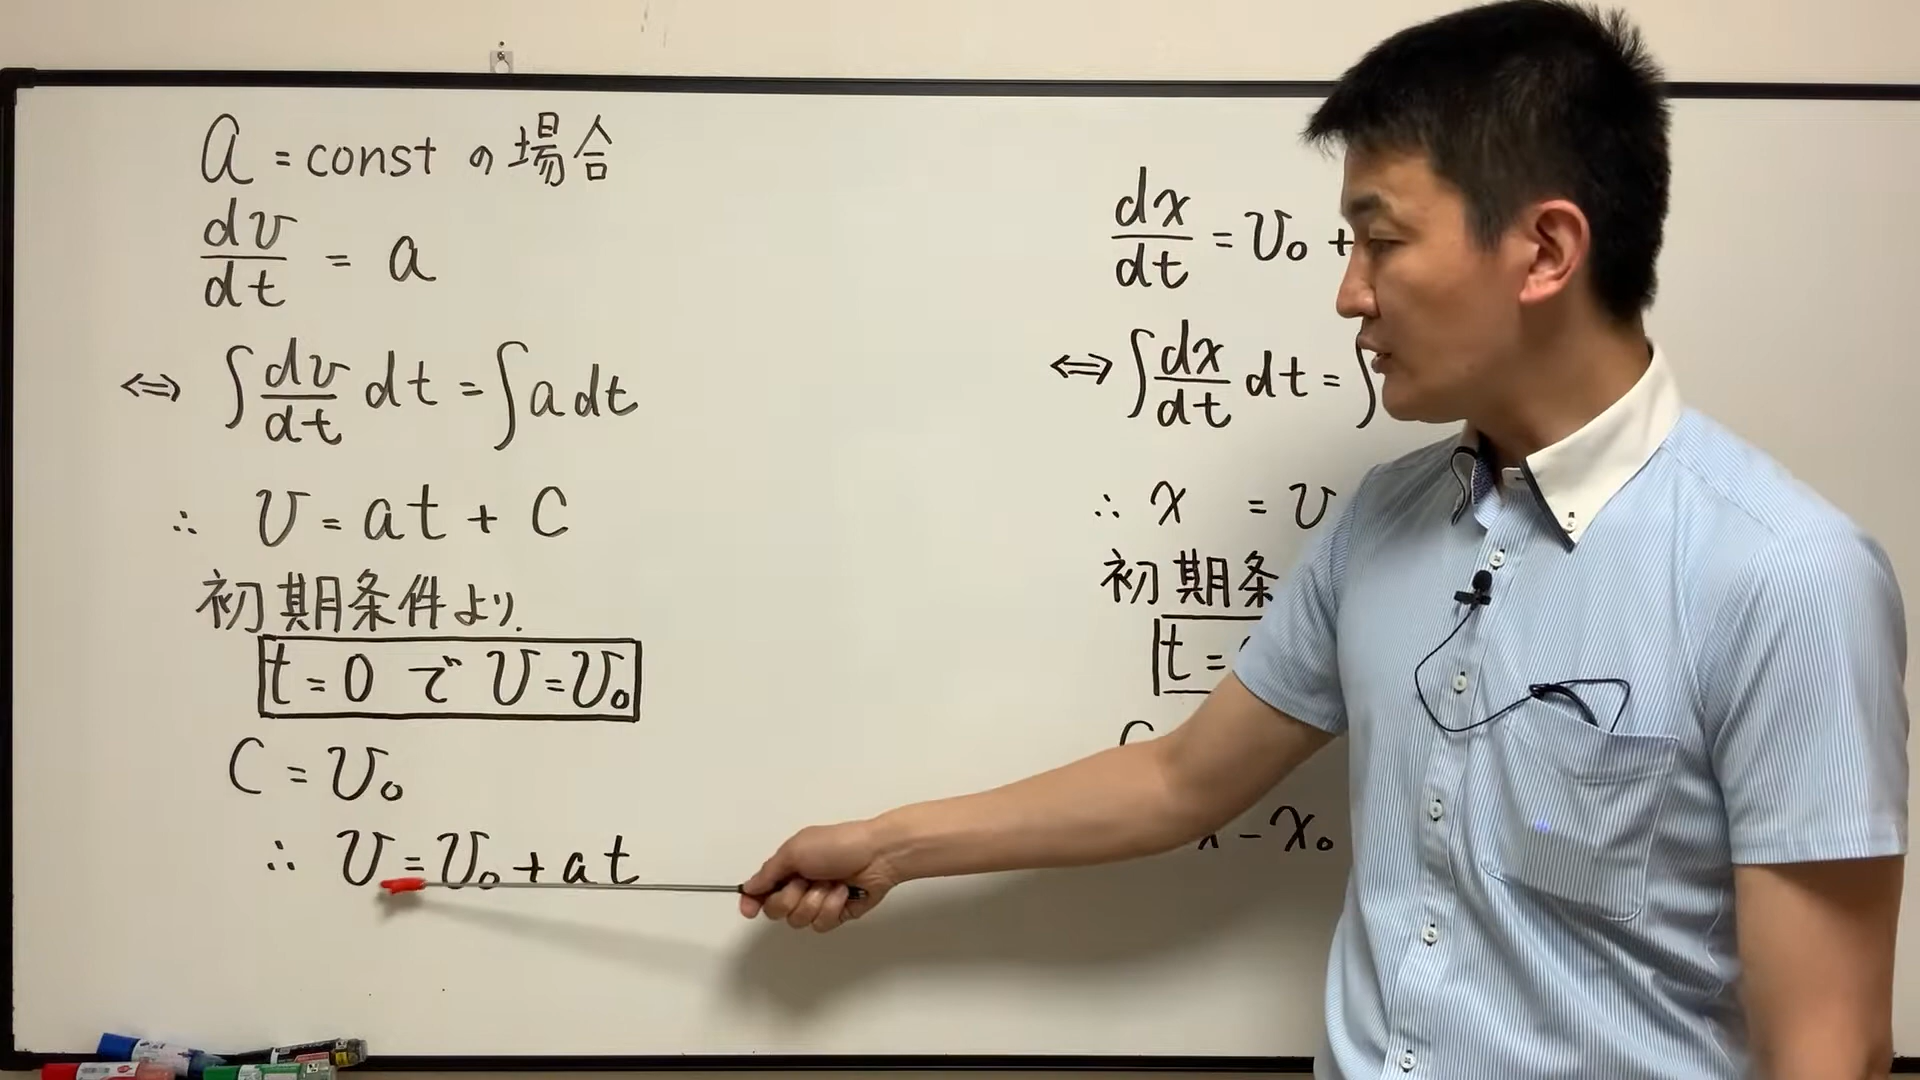 a = const の場合
dv/dt = a
⇔ ∫ dv/dt dt = ∫ a dt
∴ v = at + C
初期条件より.
t = 0 で v = v₀
C = v₀
∴ v = v₀ + at
dx/dt = v₀ +
⇔ ∫ dx/dt dt = ∫
∴ x = v
初期条
t =
C
x - x₀